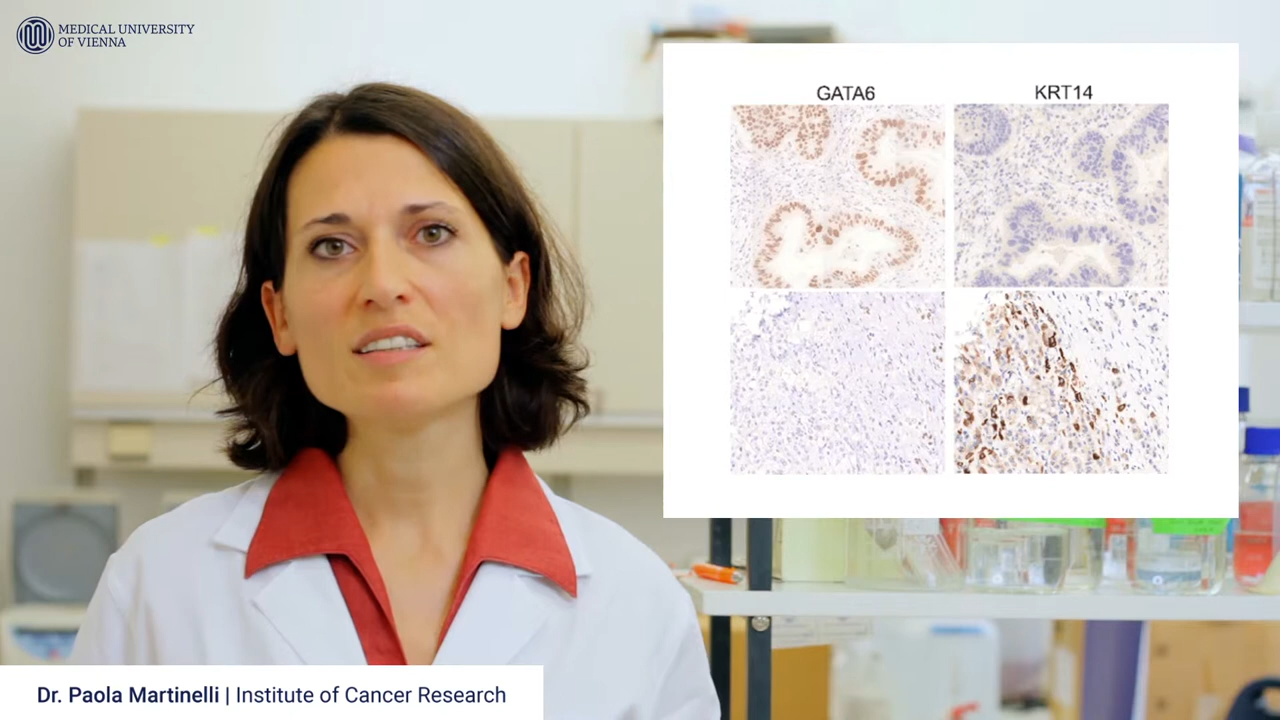 MEDICAL UNIVERSITY
OF VIENNA
GATA6
KRT14
Dr. Paola Martinelli | Institute of Cancer Research